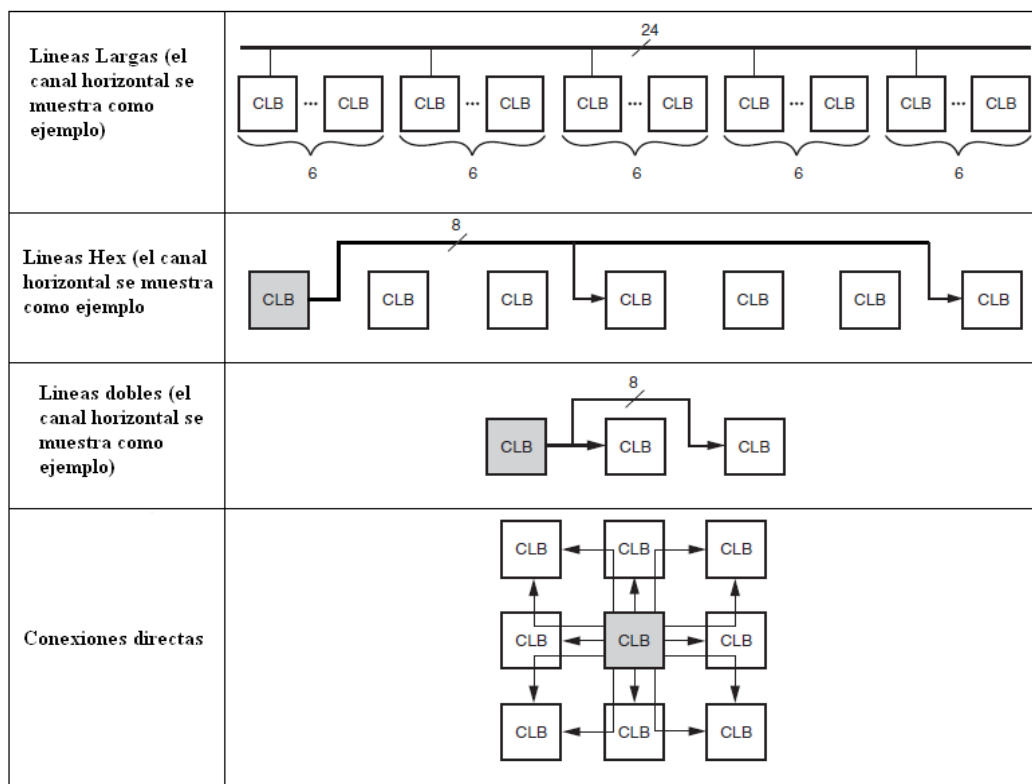 Lineas Largas (el
canal horizontal se
muestra como
ejemplo)
24
CLB ... CLB CLB ... CLB CLB ... CLB CLB ... CLB CLB ... CLB
6 6 6 6 6
Lineas Hex (el canal
horizontal se muestra
como ejemplo
8
CLB CLB CLB CLB CLB CLB CLB
Lineas dobles (el
canal horizontal se
muestra como
ejemplo)
8
CLB CLB CLB
Conexiones directas
CLB CLB CLB
CLB CLB CLB
CLB CLB CLB